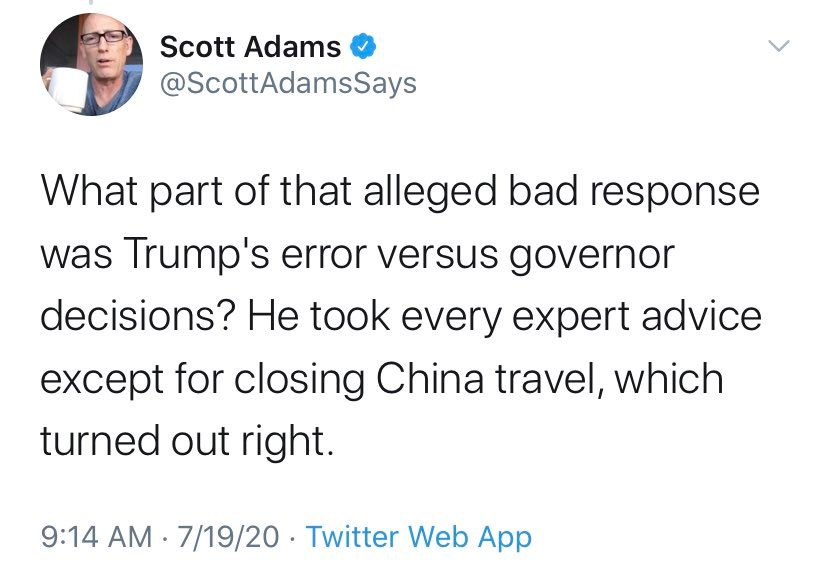 Scott Adams
@ScottAdamsSays
What part of that alleged bad response
was Trump's error versus governor
decisions? He took every expert advice
except for closing China travel, which
turned out right.
9:14 AM · 7/19/20 · Twitter Web App